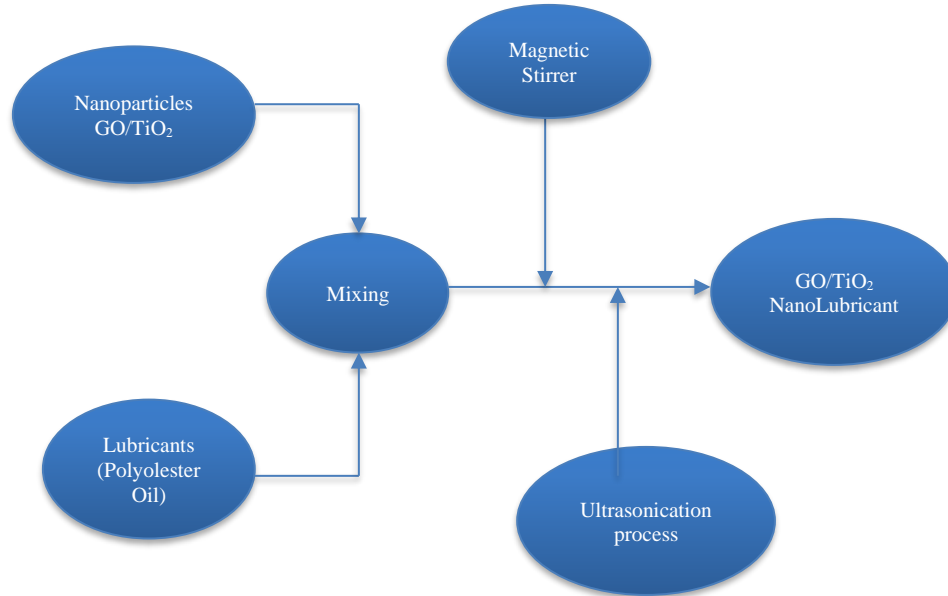 Nanoparticles
GO/TiO₂
Magnetic
Stirrer
Mixing
GO/TiO₂
NanoLubricant
Lubricants
(Polyolester
Oil)
Ultrasonication
process